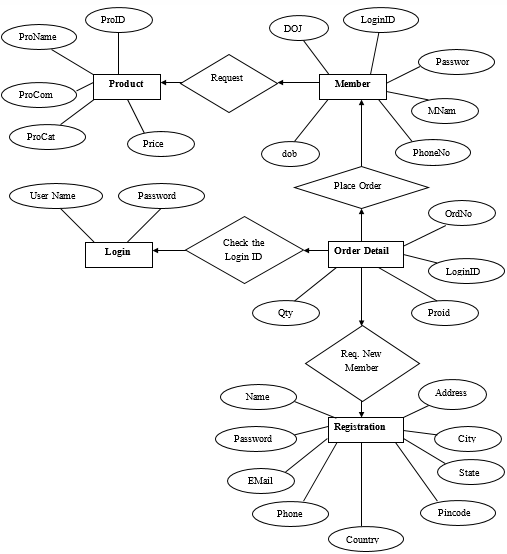 ProID
LoginID
DOJ
ProName
Passwor
Request
Product
Member
ProCom
MNam
ProCat
Price
dob
PhoneNo
Place Order
User Name
Password
OrdNo
Check the
Login ID
Login
Order Detail
LoginID
Qty
Proid
Req. New
Member
Name
Address
Registration
Password
City
EMail
State
Phone
Pincode
Country